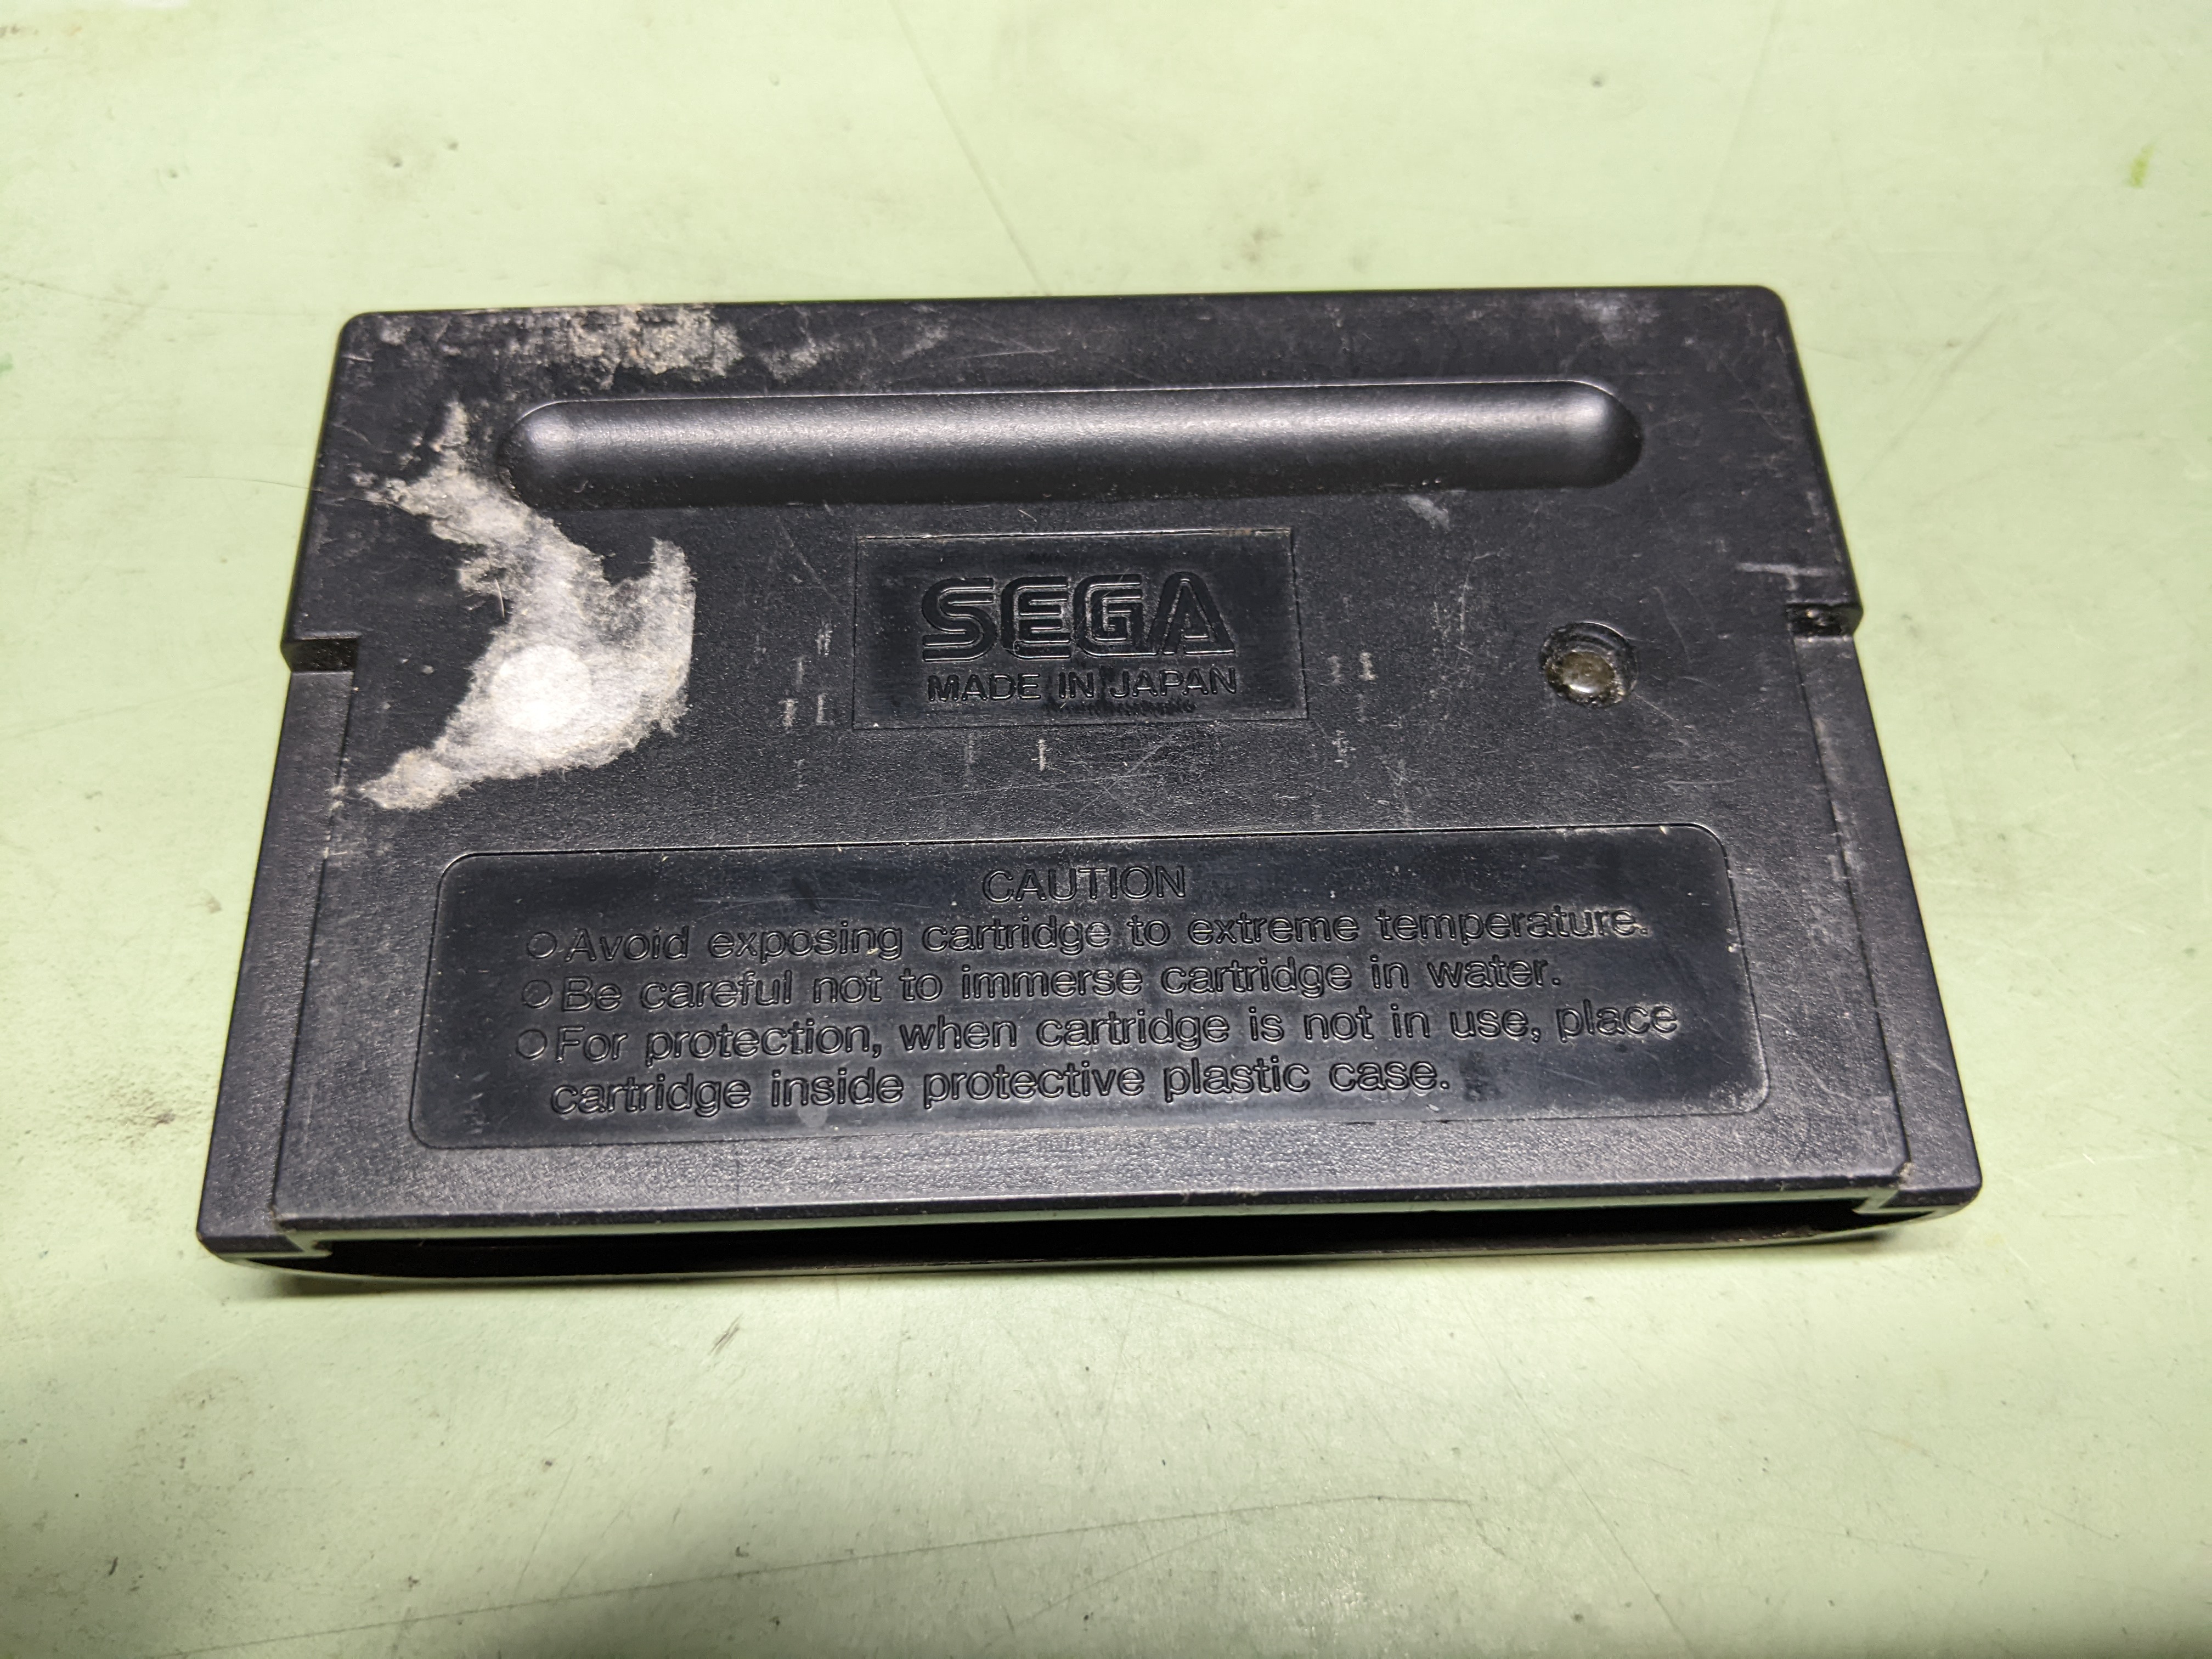 SEGA
MADE IN JAPAN
CAUTION
○Avoid exposing cartridge to extreme temperature.
○Be careful not to immerse cartridge in water.
○For protection, when cartridge is not in use, place
cartridge inside protective plastic case.